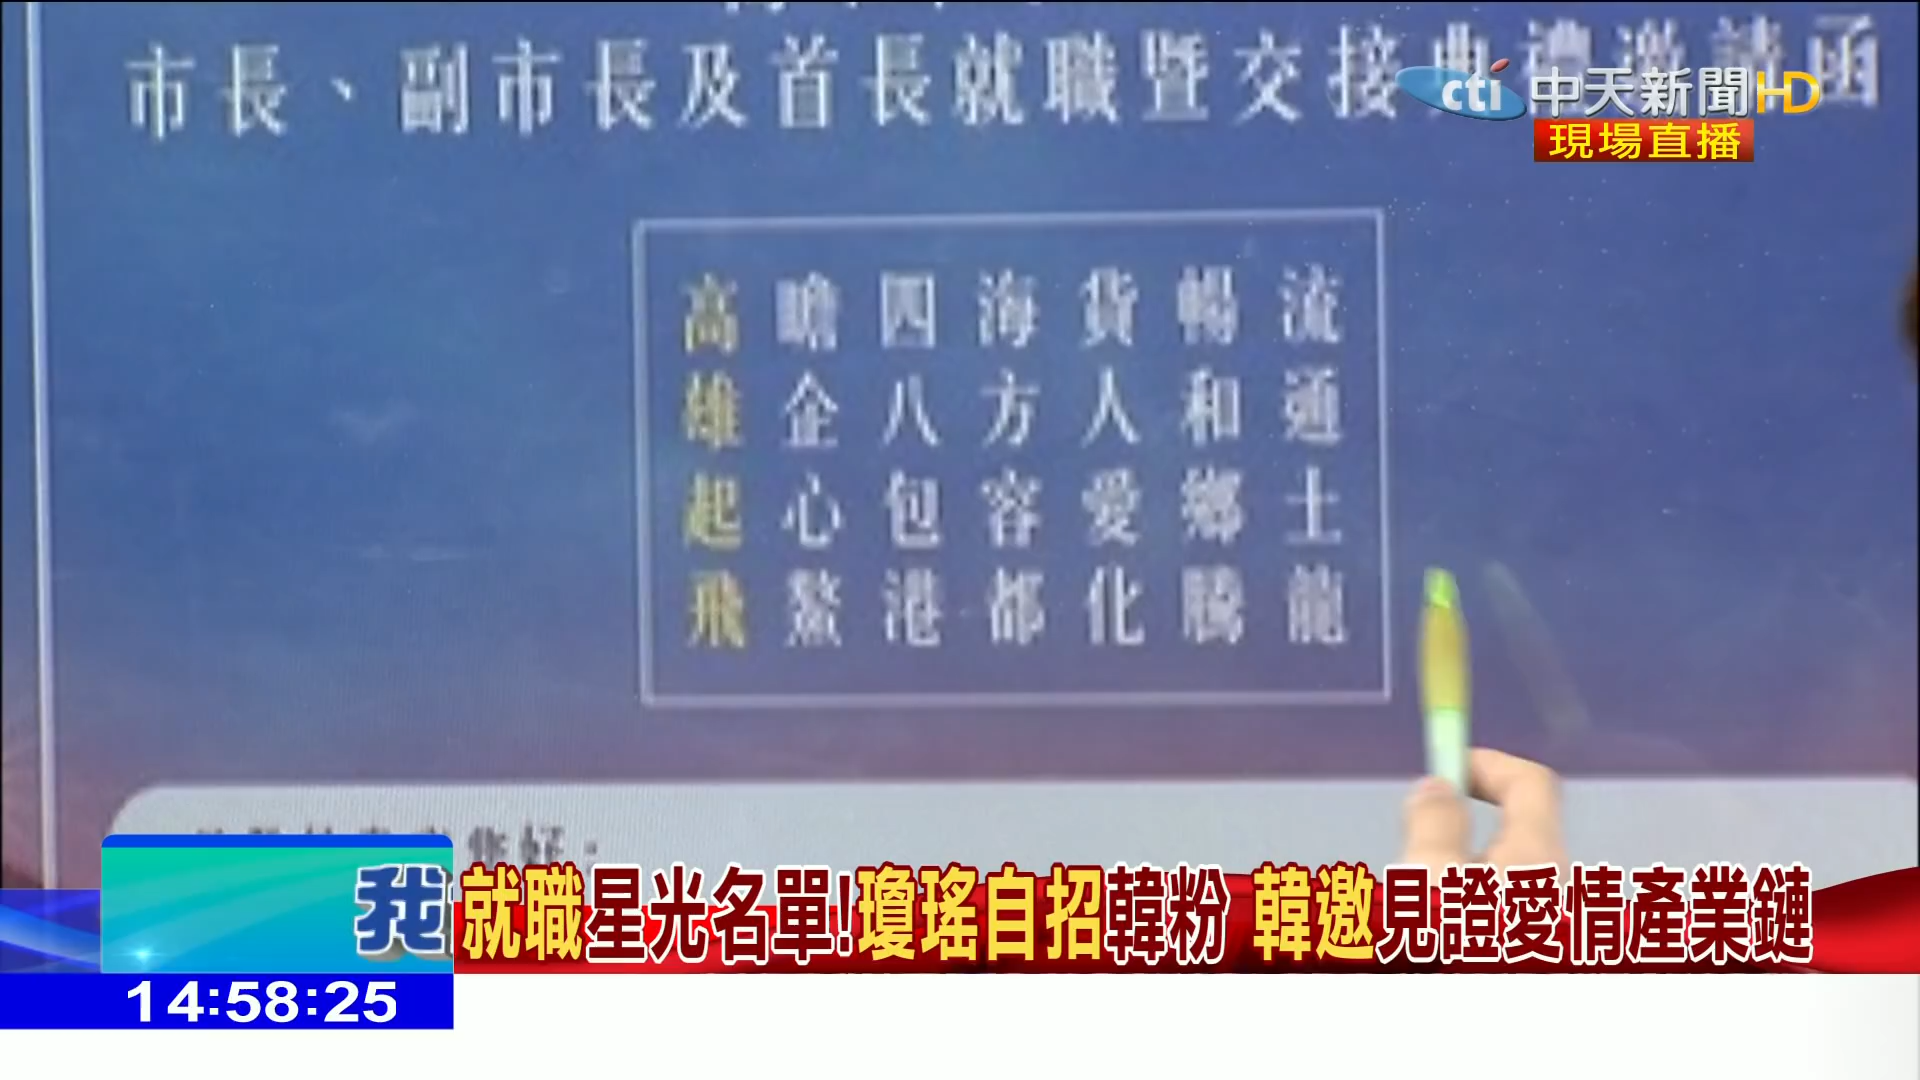 市長、副市長及首長就職暨交接典禮邀請函
cti 中天新聞HD
現場直播
高瞻四海貨暢流
雄企八方人和通
起心包容愛鄉土
飛鰲港都化騰龍
您好：
我 就職星光名單!瓊瑤自招韓粉 韓邀見證愛情產業鏈
14:58:25